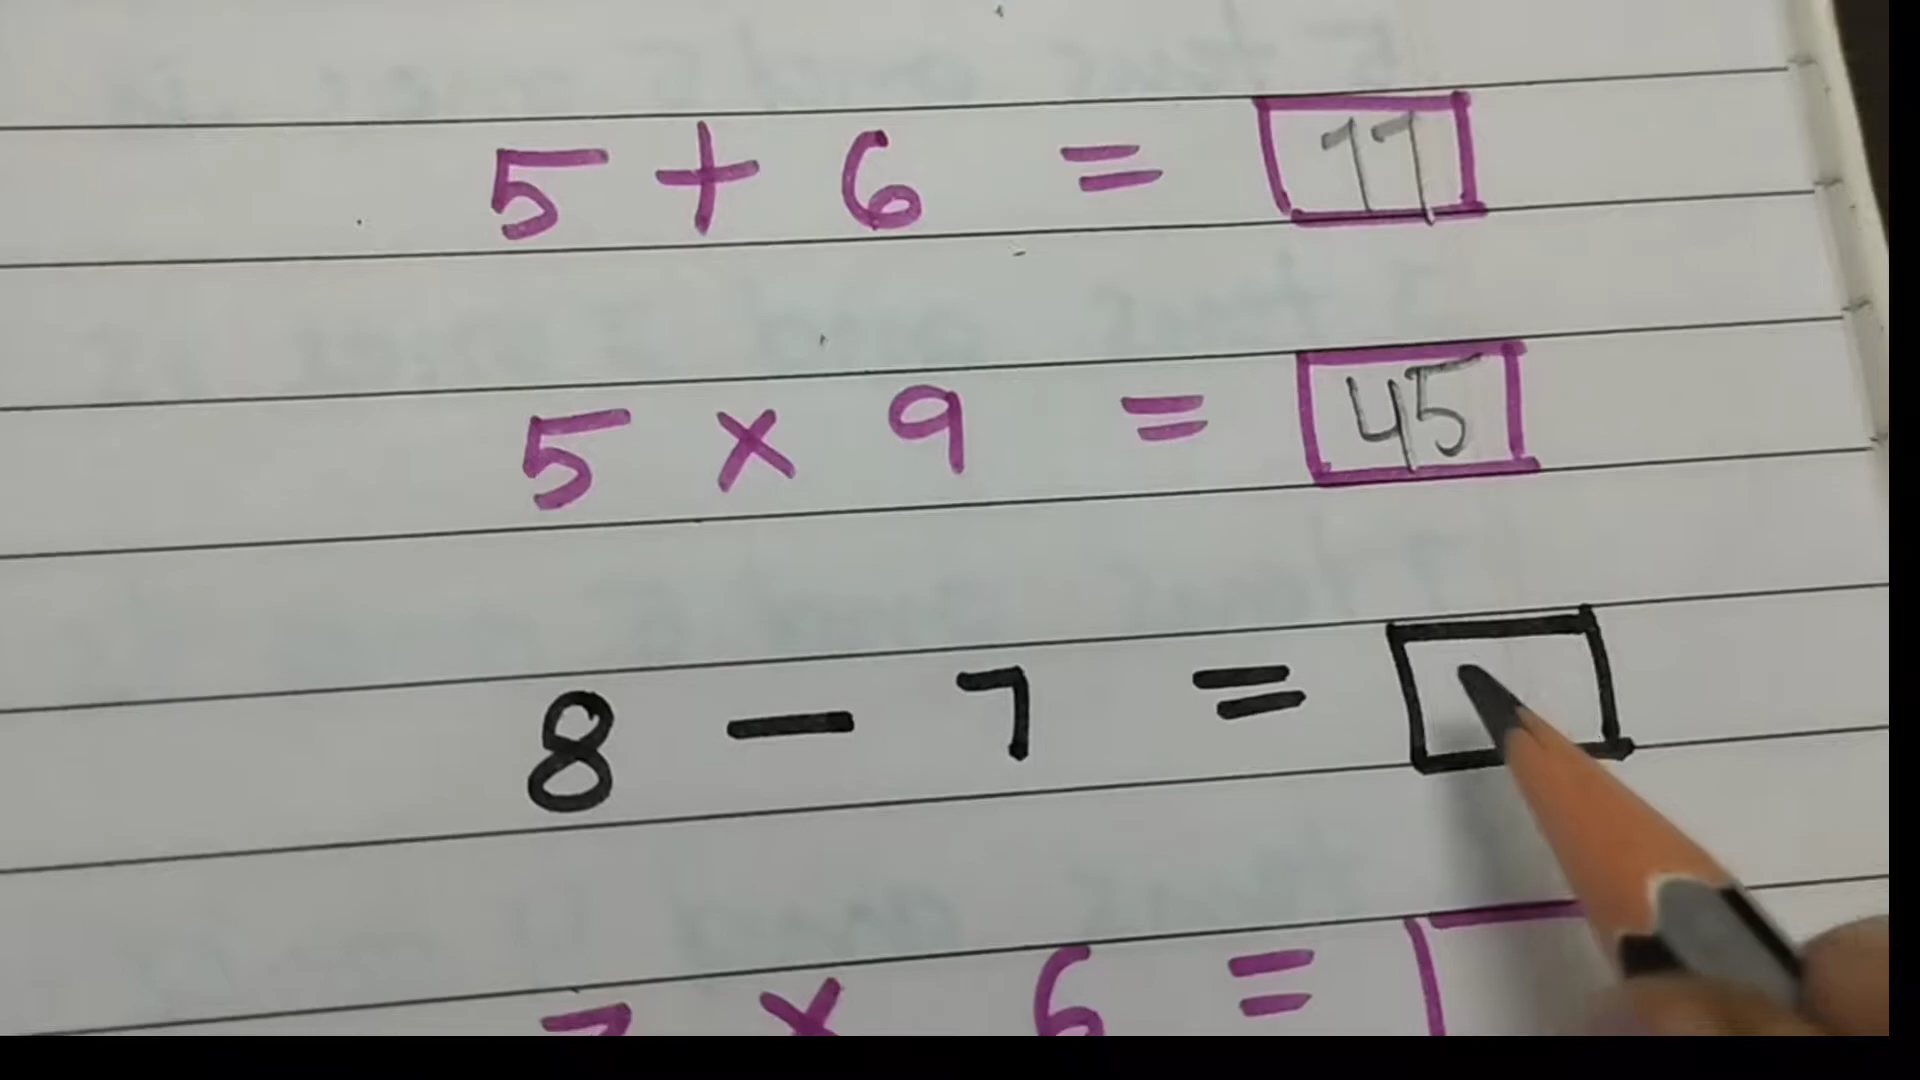 5 + 6 = 11
5 × 9 = 45
8 - 7 =
× 6 =